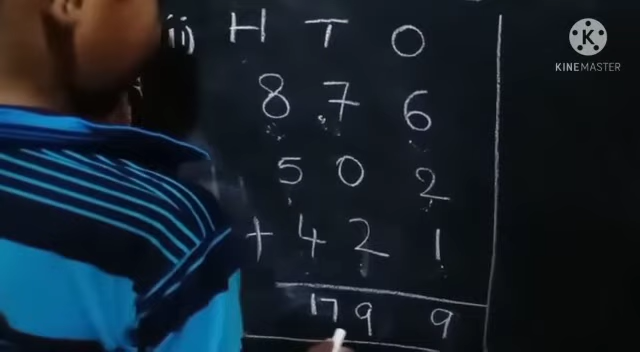 ii) H T O
K
KINEMASTER
8 7 6
5 0 2
+ 4 2 1
17 9 9